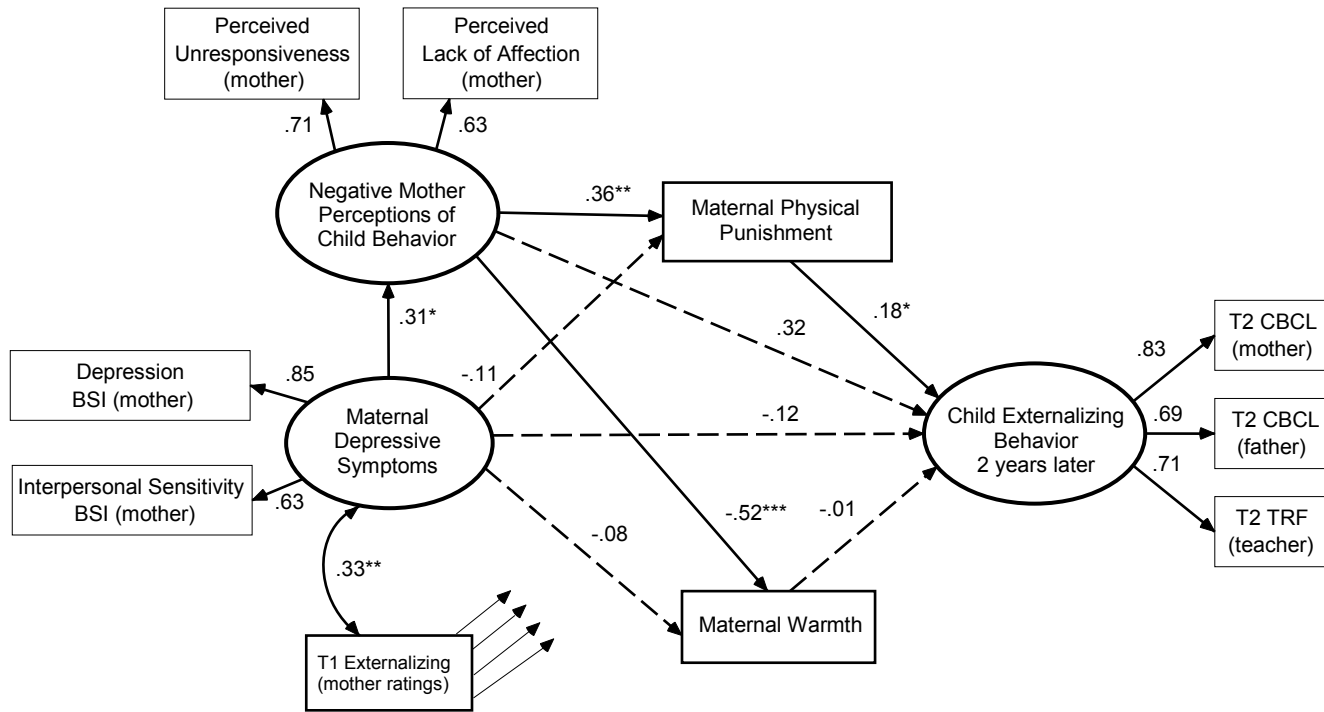 Perceived
Unresponsiveness
(mother)
Perceived
Lack of Affection
(mother)
.71
.63
Negative Mother
Perceptions of
Child Behavior
.36**
Maternal Physical
Punishment
.31*
.32
.18*
T2 CBCL
(mother)
.83
Depression
BSI (mother)
.85
-.11
Maternal
Depressive
Symptoms
-.12
Child Externalizing
Behavior
2 years later
.69
T2 CBCL
(father)
.71
Interpersonal Sensitivity
BSI (mother)
.63
-.08
-.52***
-.01
T2 TRF
(teacher)
.33**
Maternal Warmth
T1 Externalizing
(mother ratings)